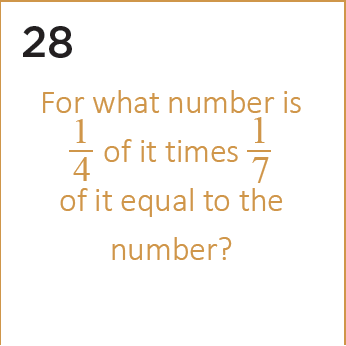 28
For what number is
1/4 of it times 1/7
of it equal to the
number?